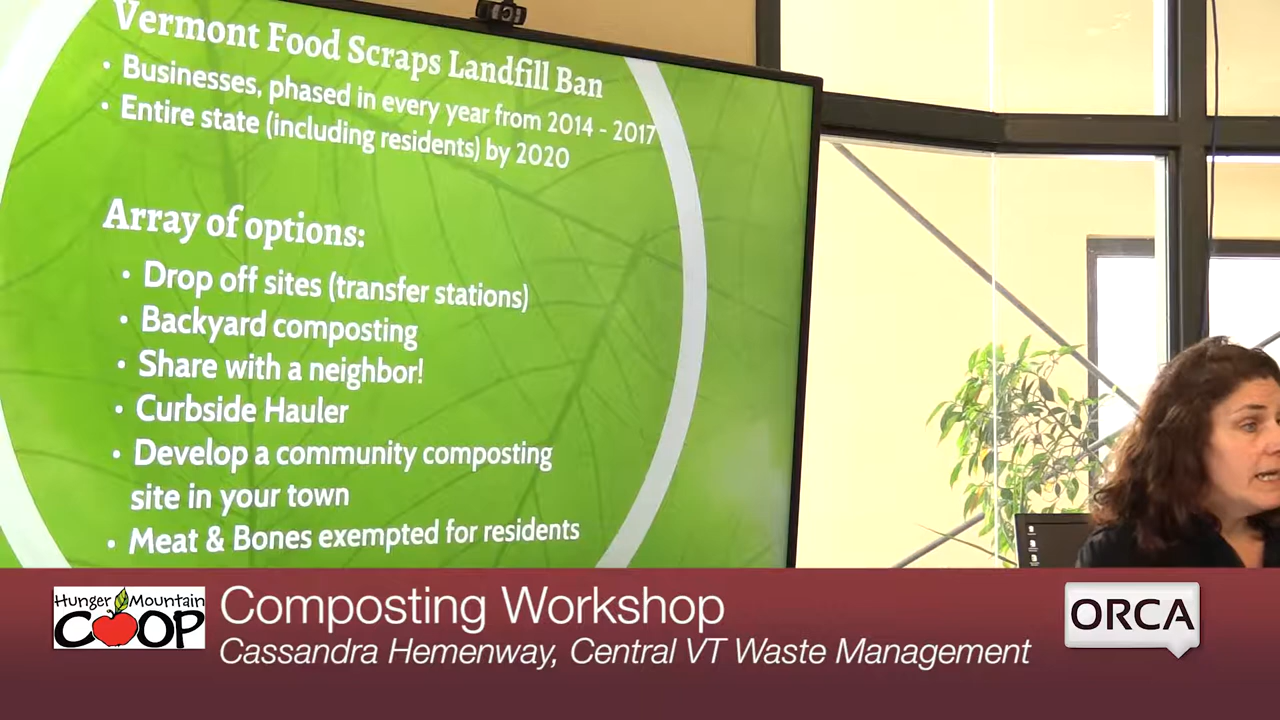 Vermont Food Scraps Landfill Ban
• Businesses, phased in every year from 2014 - 2017
• Entire state (including residents) by 2020
Array of options:
• Drop off sites (transfer stations)
• Backyard composting
• Share with a neighbor!
• Curbside Hauler
• Develop a community composting
site in your town
• Meat & Bones exempted for residents
Hunger Mountain
COOP
Composting Workshop
Cassandra Hemenway, Central VT Waste Management
ORCA